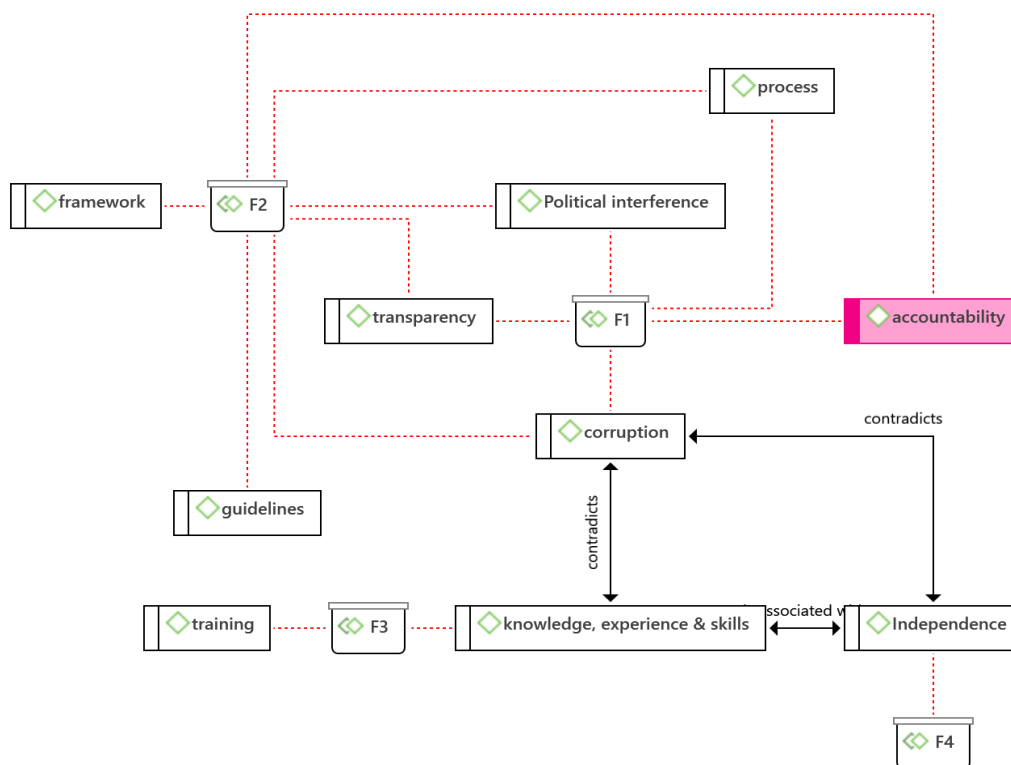 process
framework
F2
Political interference
transparency
F1
accountability
contradicts
corruption
guidelines
contradicts
training
F3
knowledge, experience & skills
associated
Independence
F4